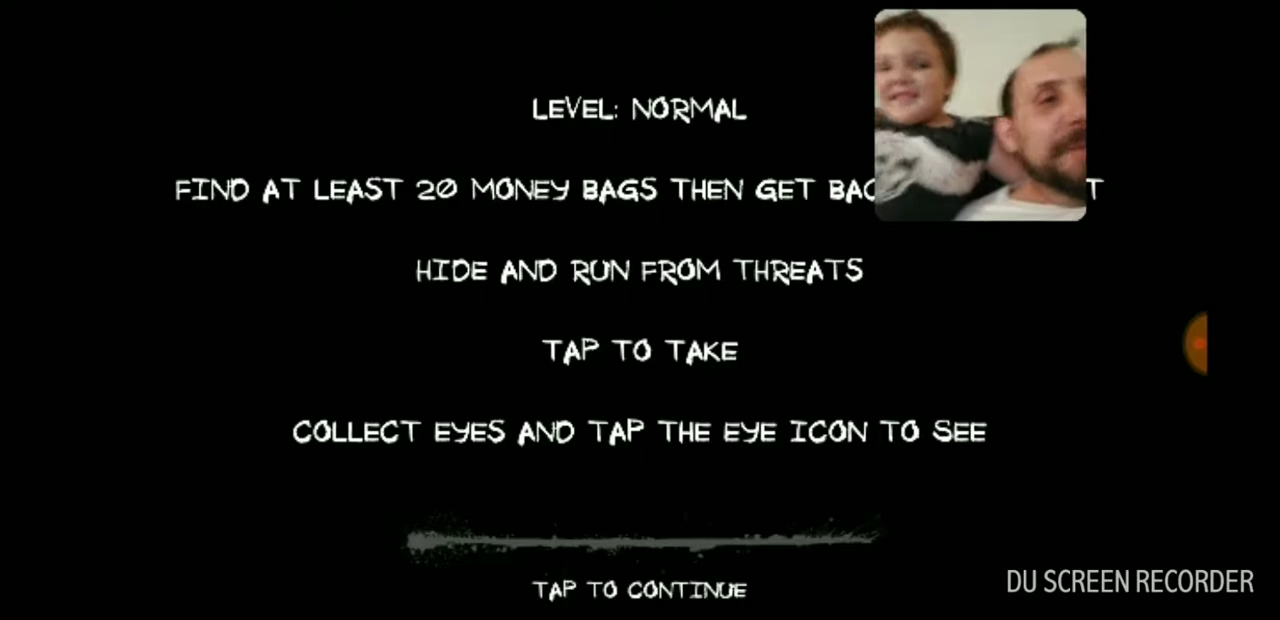 LEVEL: NORMAL
FIND AT LEAST 20 MONEY BAGS THEN GET
HIDE AND RUN FROM THREATS
TAP TO TAKE
COLLECT EYES AND TAP THE EYE ICON TO SEE
TAP TO CONTINUE
DU SCREEN RECORDER